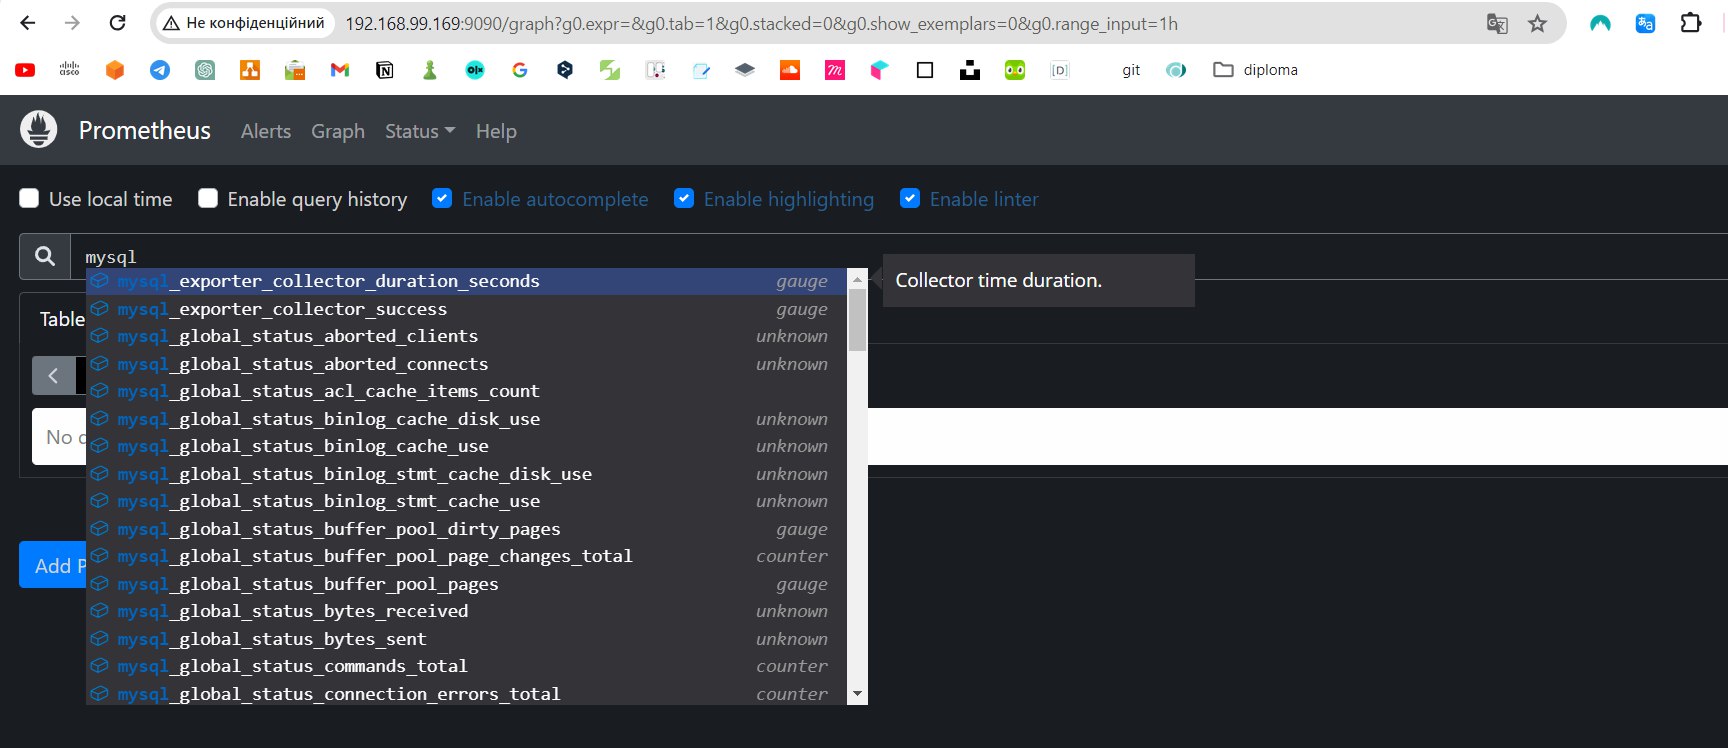 Не конфіденційний 192.168.99.169:9090/graph?g0.expr=&g0.tab=1&g0.stacked=0&g0.show_exemplars=0&g0.range_input=1h
git diploma
Prometheus Alerts Graph Status Help
Use local time Enable query history Enable autocomplete Enable highlighting Enable linter
mysql
mysql_exporter_collector_duration_seconds gauge
Collector time duration.
mysql_exporter_collector_success gauge
Table
mysql_global_status_aborted_clients unknown
mysql_global_status_aborted_connects unknown
mysql_global_status_acl_cache_items_count
mysql_global_status_binlog_cache_disk_use unknown
No d
mysql_global_status_binlog_cache_use unknown
mysql_global_status_binlog_stmt_cache_disk_use unknown
mysql_global_status_binlog_stmt_cache_use unknown
mysql_global_status_buffer_pool_dirty_pages gauge
mysql_global_status_buffer_pool_page_changes_total counter
Add P
mysql_global_status_buffer_pool_pages gauge
mysql_global_status_bytes_received unknown
mysql_global_status_bytes_sent unknown
mysql_global_status_commands_total counter
mysql_global_status_connection_errors_total counter